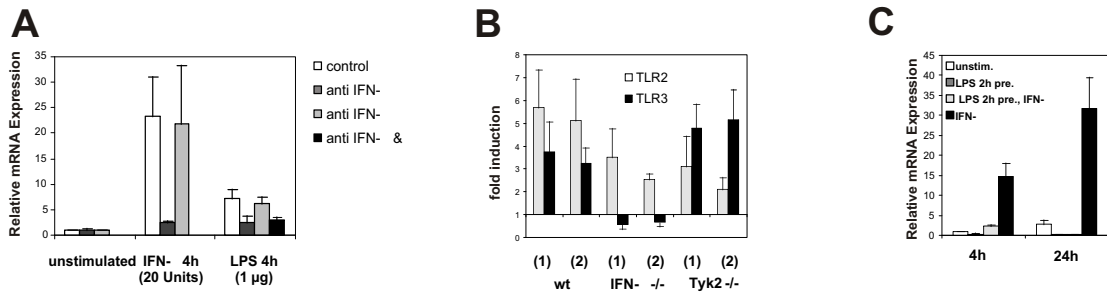 A
Relative mRNA Expression
35
30
25
20
15
10
5
0
unstimulated
IFN- 4h
(20 Units)
LPS 4h
(1 µg)
control
anti IFN-
anti IFN-
anti IFN- &
B
fold induction
8
7
6
5
4
3
2
1
0
TLR2
TLR3
(1) (2) (1) (2) (1) (2)
wt IFN- -/- Tyk2 -/-
C
Relative mRNA Expression
45
40
35
30
25
20
15
10
5
0
unstim.
LPS 2h pre.
LPS 2h pre., IFN-
IFN-
4h 24h